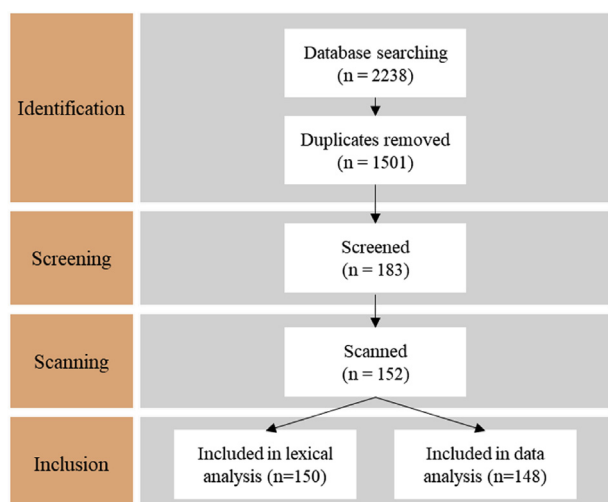 Identification
Database searching
(n = 2238)
Duplicates removed
(n = 1501)
Screening
Screened
(n = 183)
Scanning
Scanned
(n = 152)
Inclusion
Included in lexical
analysis (n=150)
Included in data
analysis (n=148)